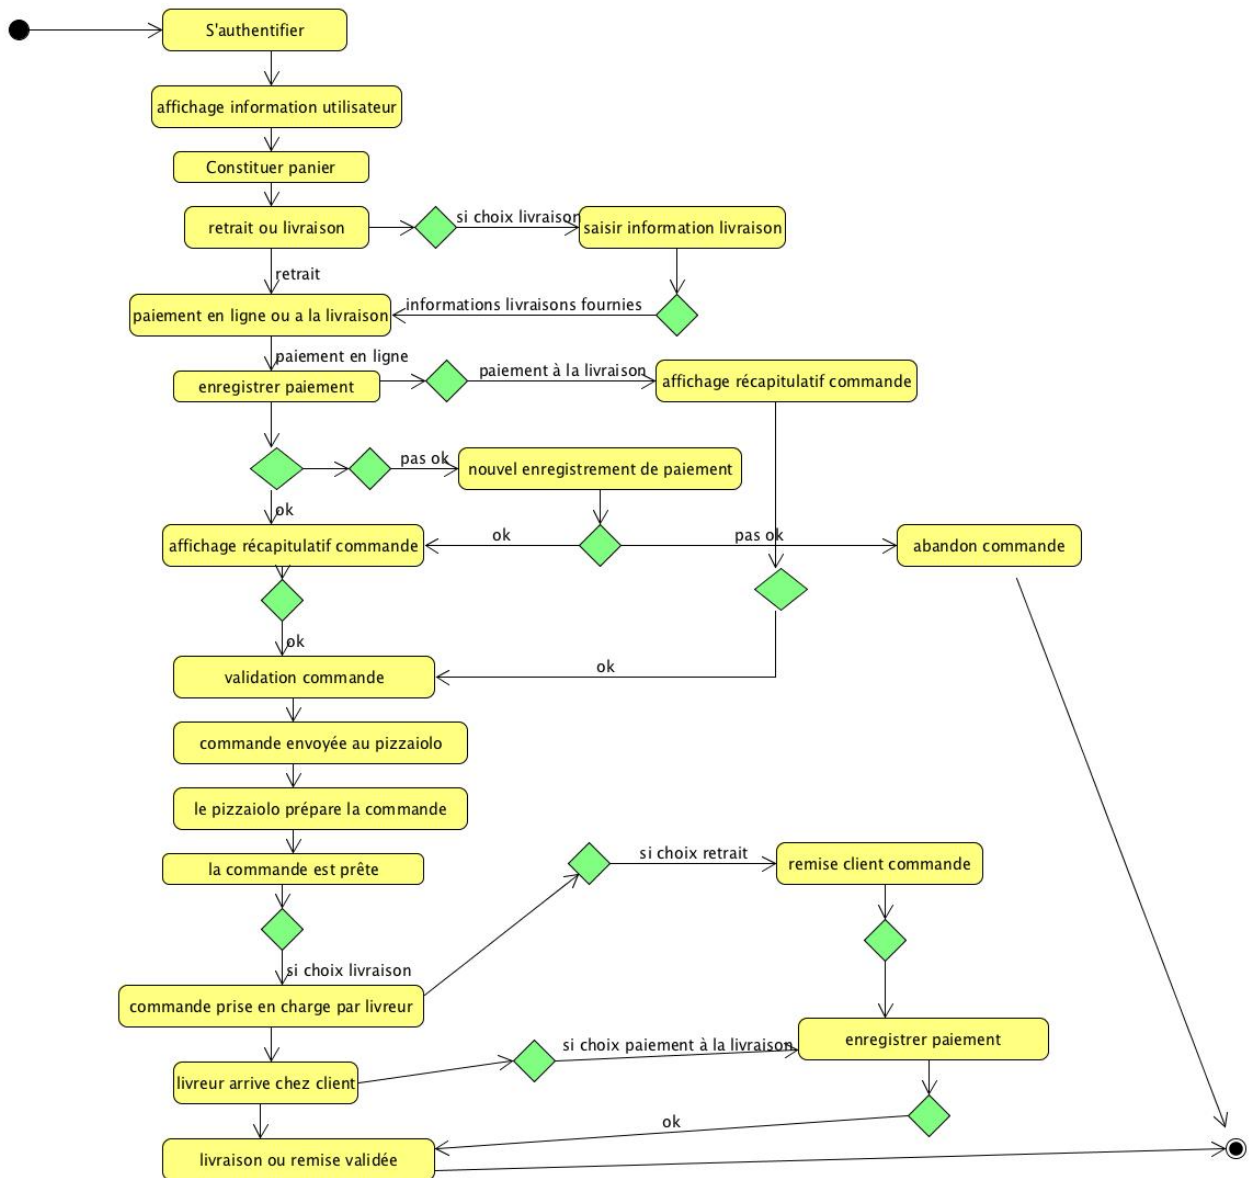 S'authentifier
affichage information utilisateur
Constituer panier
retrait ou livraison
si choix livraison
saisir information livraison
retrait
paiement en ligne ou a la livraison
informations livraisons fournies
paiement en ligne
enregistrer paiement
paiement à la livraison
affichage récapitulatif commande
pas ok
nouvel enregistrement de paiement
ok
affichage récapitulatif commande
ok
pas ok
abandon commande
ok
validation commande
ok
commande envoyée au pizzaiolo
le pizzaiolo prépare la commande
la commande est prête
si choix retrait
remise client commande
si choix livraison
commande prise en charge par livreur
si choix paiement à la livraison
enregistrer paiement
livreur arrive chez client
ok
livraison ou remise validée